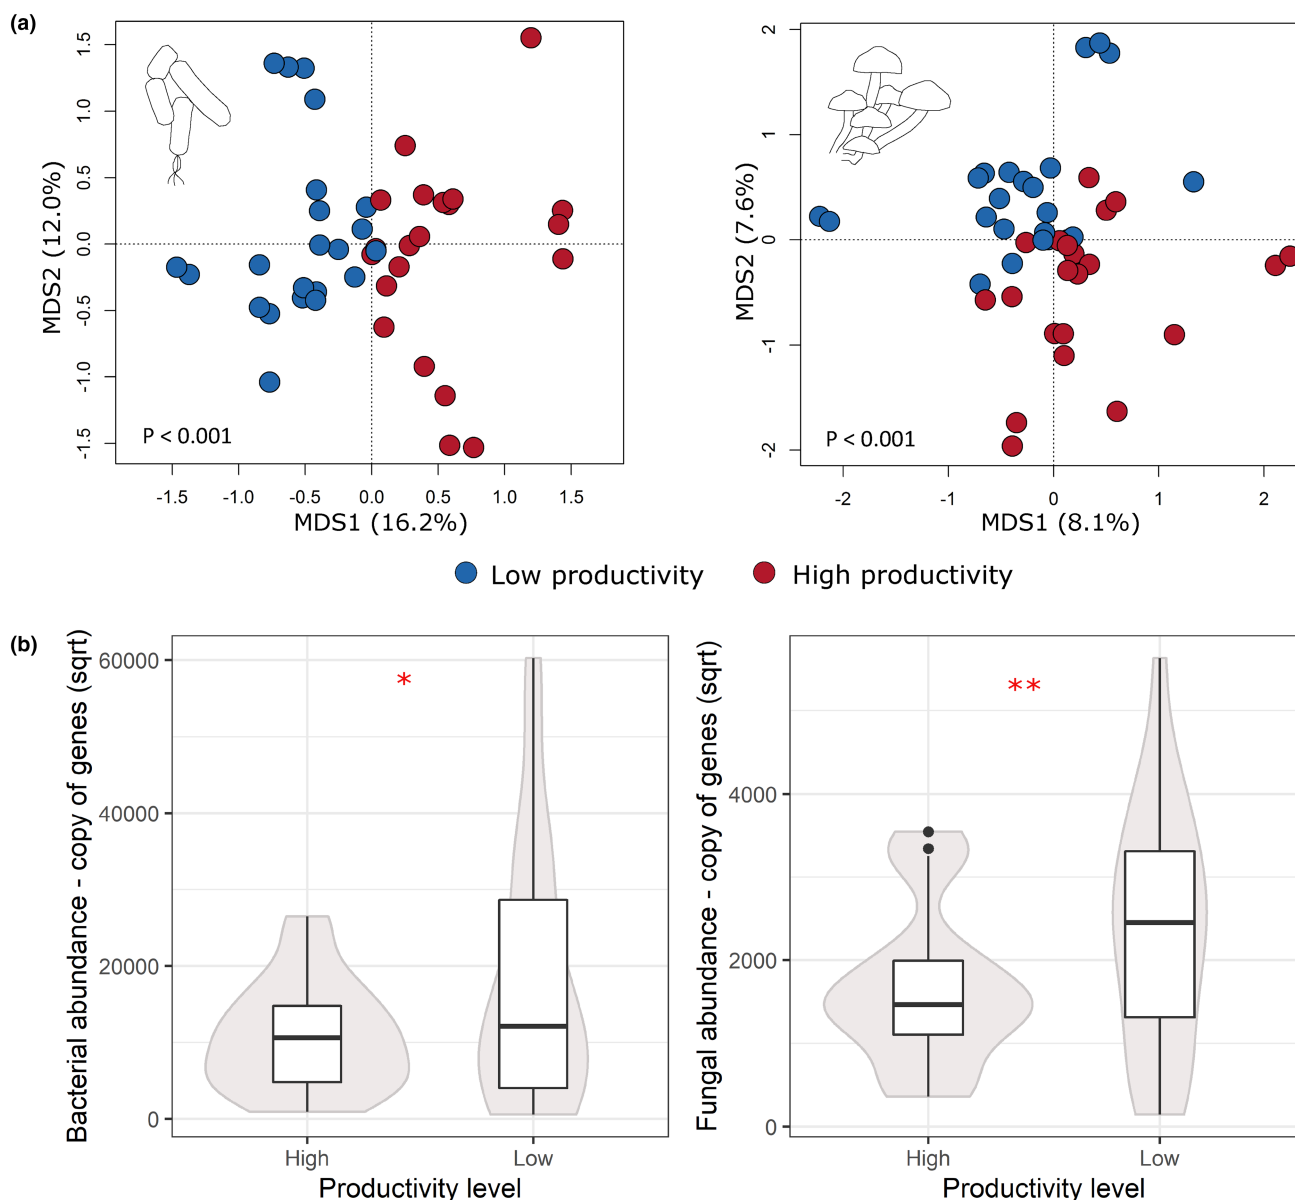 (a)
MDS2 (12.0%)
1.5
1.0
0.5
0.0
-0.5
-1.0
-1.5
P < 0.001
-1.5 -1.0 -0.5 0.0 0.5 1.0 1.5
MDS1 (16.2%)
MDS2 (7.6%)
2
1
0
-1
-2
P < 0.001
-2 -1 0 1 2
MDS1 (8.1%)
Low productivity High productivity
(b)
Bacterial abundance - copy of genes (sqrt)
60000
40000
20000
0
*
High Low
Productivity level
Fungal abundance - copy of genes (sqrt)
4000
2000
0
**
High Low
Productivity level